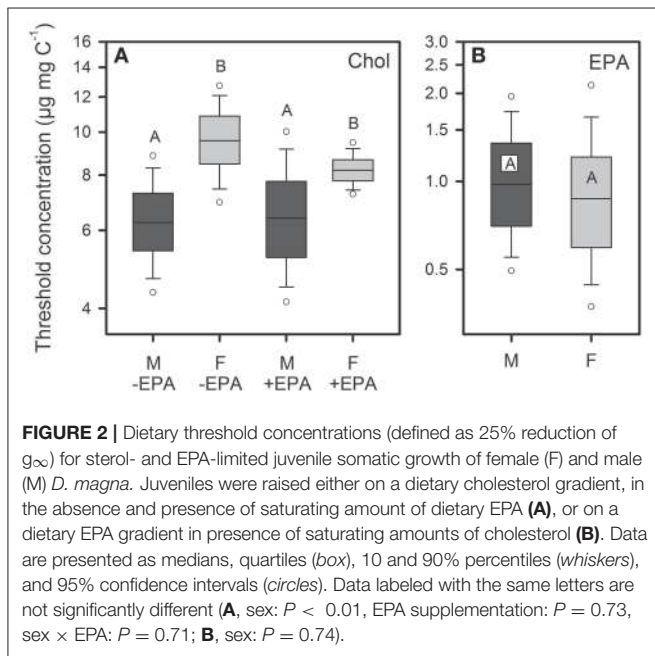 Threshold concentration (µg mg C⁻¹)
16
14
12
10
8
6
4
A
Chol
A
B
A
B
M
-EPA
F
-EPA
M
+EPA
F
+EPA
3.0
2.5
2.0
1.5
1.0
0.5
B
EPA
A
A
M
F
FIGURE 2 | Dietary threshold concentrations (defined as 25% reduction of
g∞) for sterol- and EPA-limited juvenile somatic growth of female (F) and male
(M) D. magna. Juveniles were raised either on a dietary cholesterol gradient, in
the absence and presence of saturating amount of dietary EPA (A), or on a
dietary EPA gradient in presence of saturating amounts of cholesterol (B). Data
are presented as medians, quartiles (box), 10 and 90% percentiles (whiskers),
and 95% confidence intervals (circles). Data labeled with the same letters are
not significantly different (A, sex: P < 0.01, EPA supplementation: P = 0.73,
sex × EPA: P = 0.71; B, sex: P = 0.74).